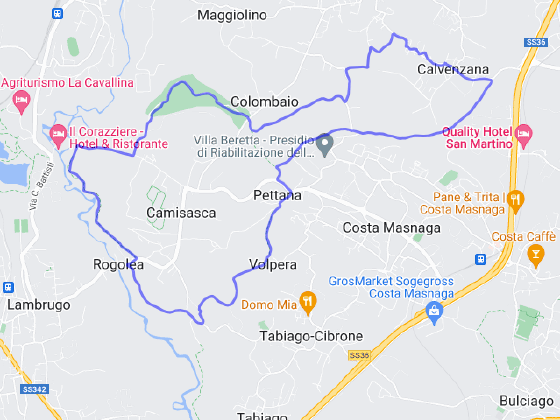 Maggiolino
SS36
Calvenzana
Agriturismo La Cavallina
Colombaio
Il Corazziere -
Hotel & Ristorante
Villa Beretta - Presidio
di Riabilitazione dell...
Quality Hotel
San Martino
Via C. Battisti
Pettana
Pane & Trita |
Costa Masnaga
Camisasca
Costa Masnaga
Costa Caffè
Rogolea
Volpera
GrosMarket Sogegross
Costa Masnaga
Lambrugo
Domo Mia
Tabiago-Cibrone
SS36
SS342
Bulciago
Tabiago